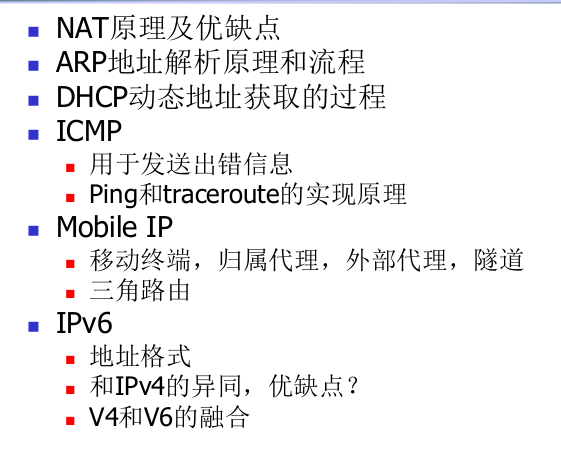 NAT原理及优缺点
ARP地址解析原理和流程
DHCP动态地址获取的过程
ICMP
用于发送出错信息
Ping和traceroute的实现原理
Mobile IP
移动终端，归属代理，外部代理，隧道
三角路由
IPv6
地址格式
和IPv4的异同，优缺点？
V4和V6的融合